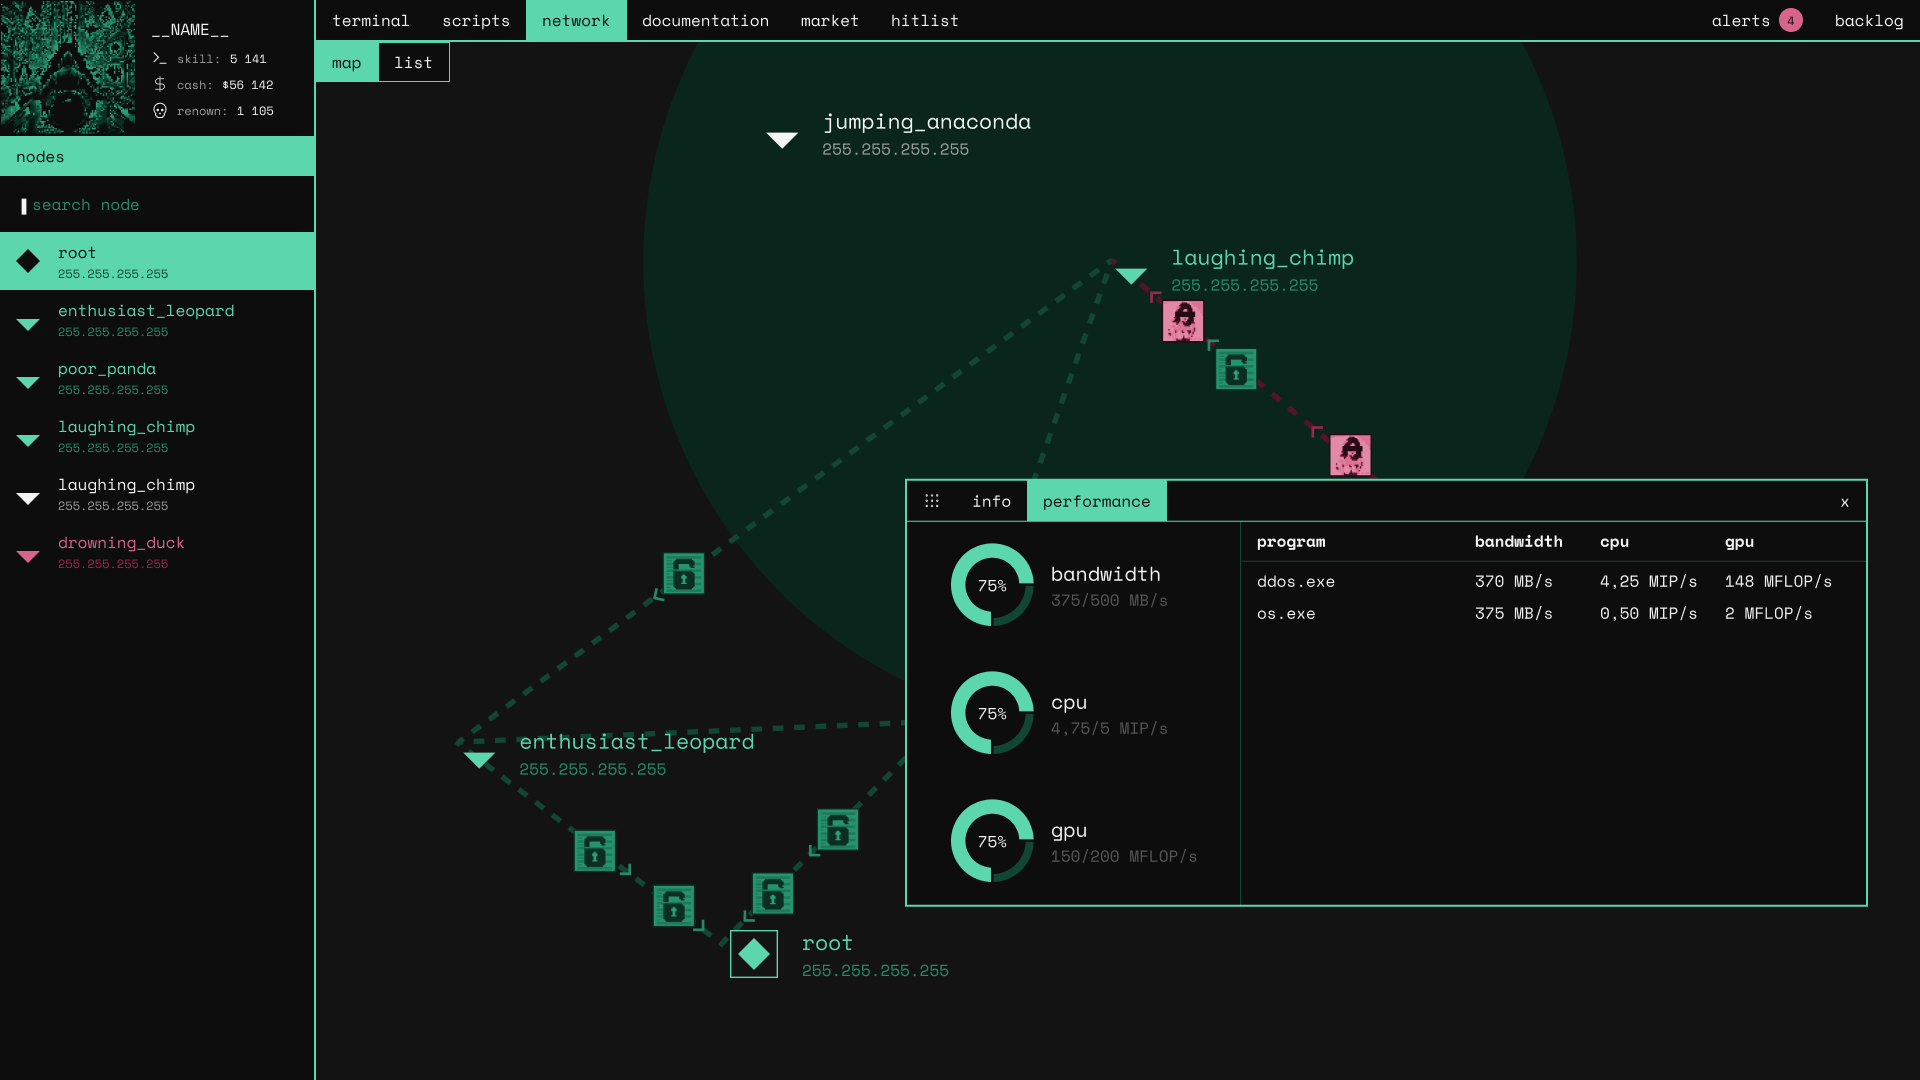 __NAME__
skill: 5 141
cash: $56 142
renown: 1 105
terminal scripts network documentation market hitlist alerts 4 backlog
map list
nodes
search node
root
255.255.255.255
enthusiast_leopard
255.255.255.255
poor_panda
255.255.255.255
laughing_chimp
255.255.255.255
laughing_chimp
255.255.255.255
drowning_duck
255.255.255.255
jumping_anaconda
255.255.255.255
laughing_chimp
255.255.255.255
enthusiast_leopard
255.255.255.255
root
255.255.255.255
info performance x
75%
bandwidth
375/500 MB/s
75%
cpu
4,75/5 MIP/s
75%
gpu
150/200 MFLOP/s
program bandwidth cpu gpu
ddos.exe 370 MB/s 4,25 MIP/s 148 MFLOP/s
os.exe 375 MB/s 0,50 MIP/s 2 MFLOP/s